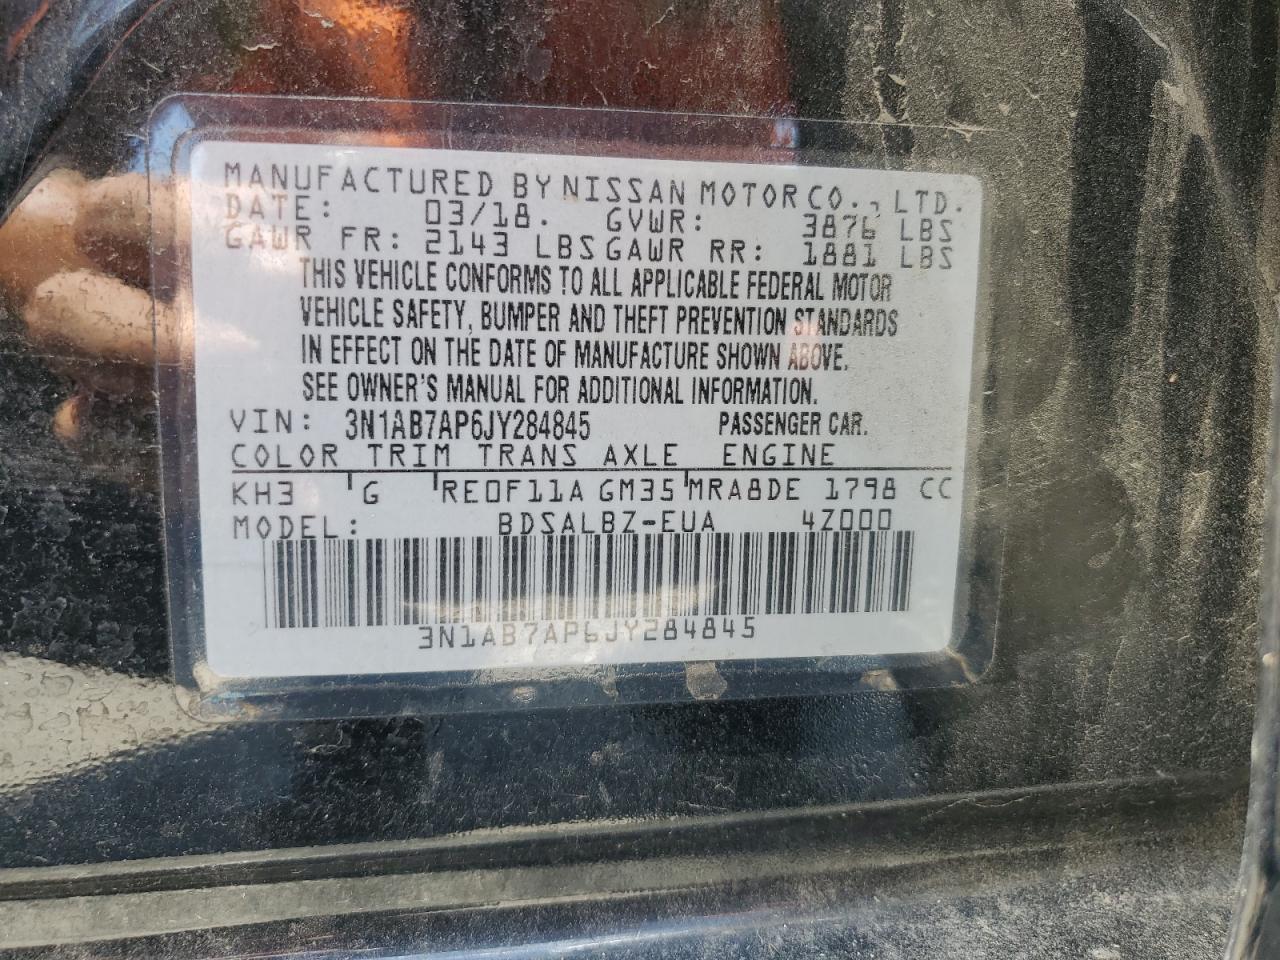 MANUFACTURED BY NISSAN MOTOR CO., LTD.
DATE: 03/18. GVWR: 3876 LBS
GAWR FR: 2143 LBS GAWR RR: 1881 LBS
THIS VEHICLE CONFORMS TO ALL APPLICABLE FEDERAL MOTOR
VEHICLE SAFETY, BUMPER AND THEFT PREVENTION STANDARDS
IN EFFECT ON THE DATE OF MANUFACTURE SHOWN ABOVE.
SEE OWNER'S MANUAL FOR ADDITIONAL INFORMATION.
VIN: 3N1AB7AP6JY284845 PASSENGER CAR.
COLOR TRIM TRANS AXLE ENGINE
KH3 G RE0F11A GM35 MRA8DE 1798 CC
MODEL: BDSALBZ-EUA 4Z000
3N1AB7AP6JY284845